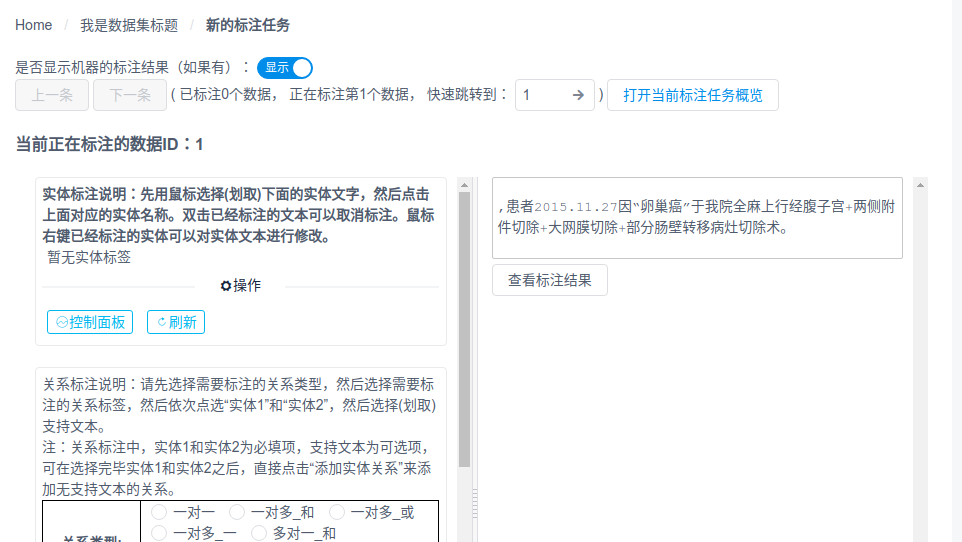 Home / 我是数据集标题 / 新的标注任务
是否显示机器的标注结果（如果有）： 显示
上一条 下一条 ( 已标注0个数据， 正在标注第1个数据， 快速跳转到： 1 ) 打开当前标注任务概览
当前正在标注的数据ID：1
实体标注说明：先用鼠标选择(划取)下面的实体文字，然后点击
上面对应的实体名称。双击已经标注的文本可以取消标注。鼠标
右键已经标注的实体可以对实体文本进行修改。
暂无实体标签
操作
控制面板 刷新
关系标注说明：请先选择需要标注的关系类型，然后选择需要标
注的关系标签，然后依次点选“实体1”和“实体2”，然后选择(划取)
支持文本。
注：关系标注中，实体1和实体2为必填项，支持文本为可选项，
可在选择完毕实体1和实体2之后，直接点击“添加实体关系”来添
加无支持文本的关系。
关系类型:
一对一 一对多_和 一对多_或
一对多_一 多对一_和
,患者2015.11.27因“卵巢癌”于我院全麻上行经腹子宫+两侧附
件切除+大网膜切除+部分肠壁转移病灶切除术。
查看标注结果